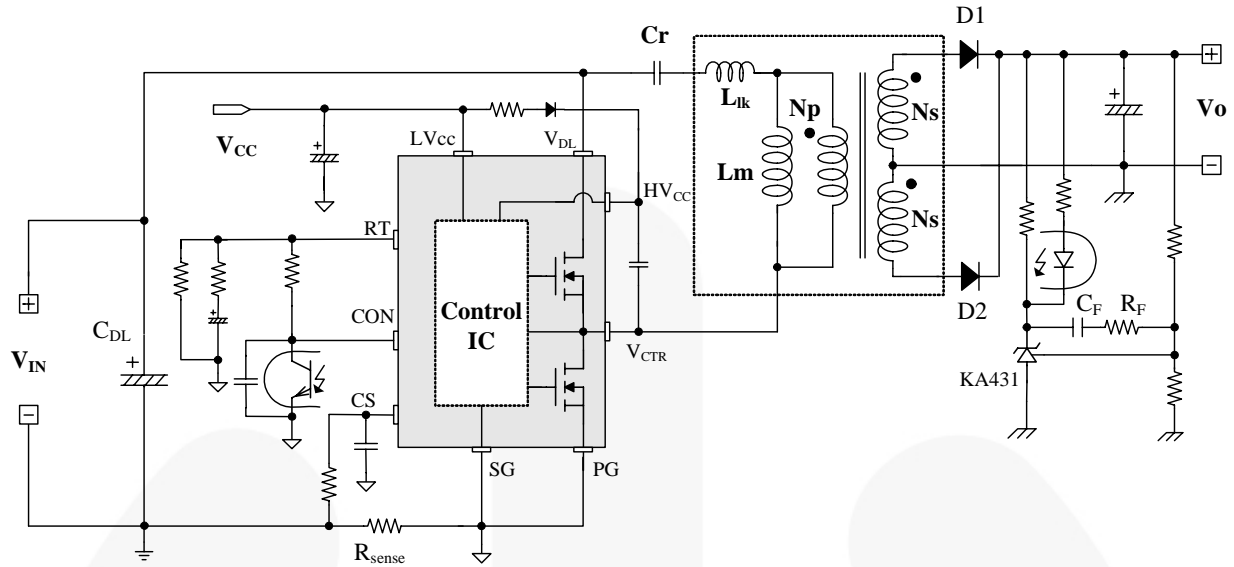 D1
Cr
Llk
Np
Ns
Vo
VCC
LVcc
VDL
Lm
HVCC
RT
Ns
Control
IC
D2
CON
CDL
VCTR
CF
RF
VIN
KA431
CS
SG
PG
Rsense